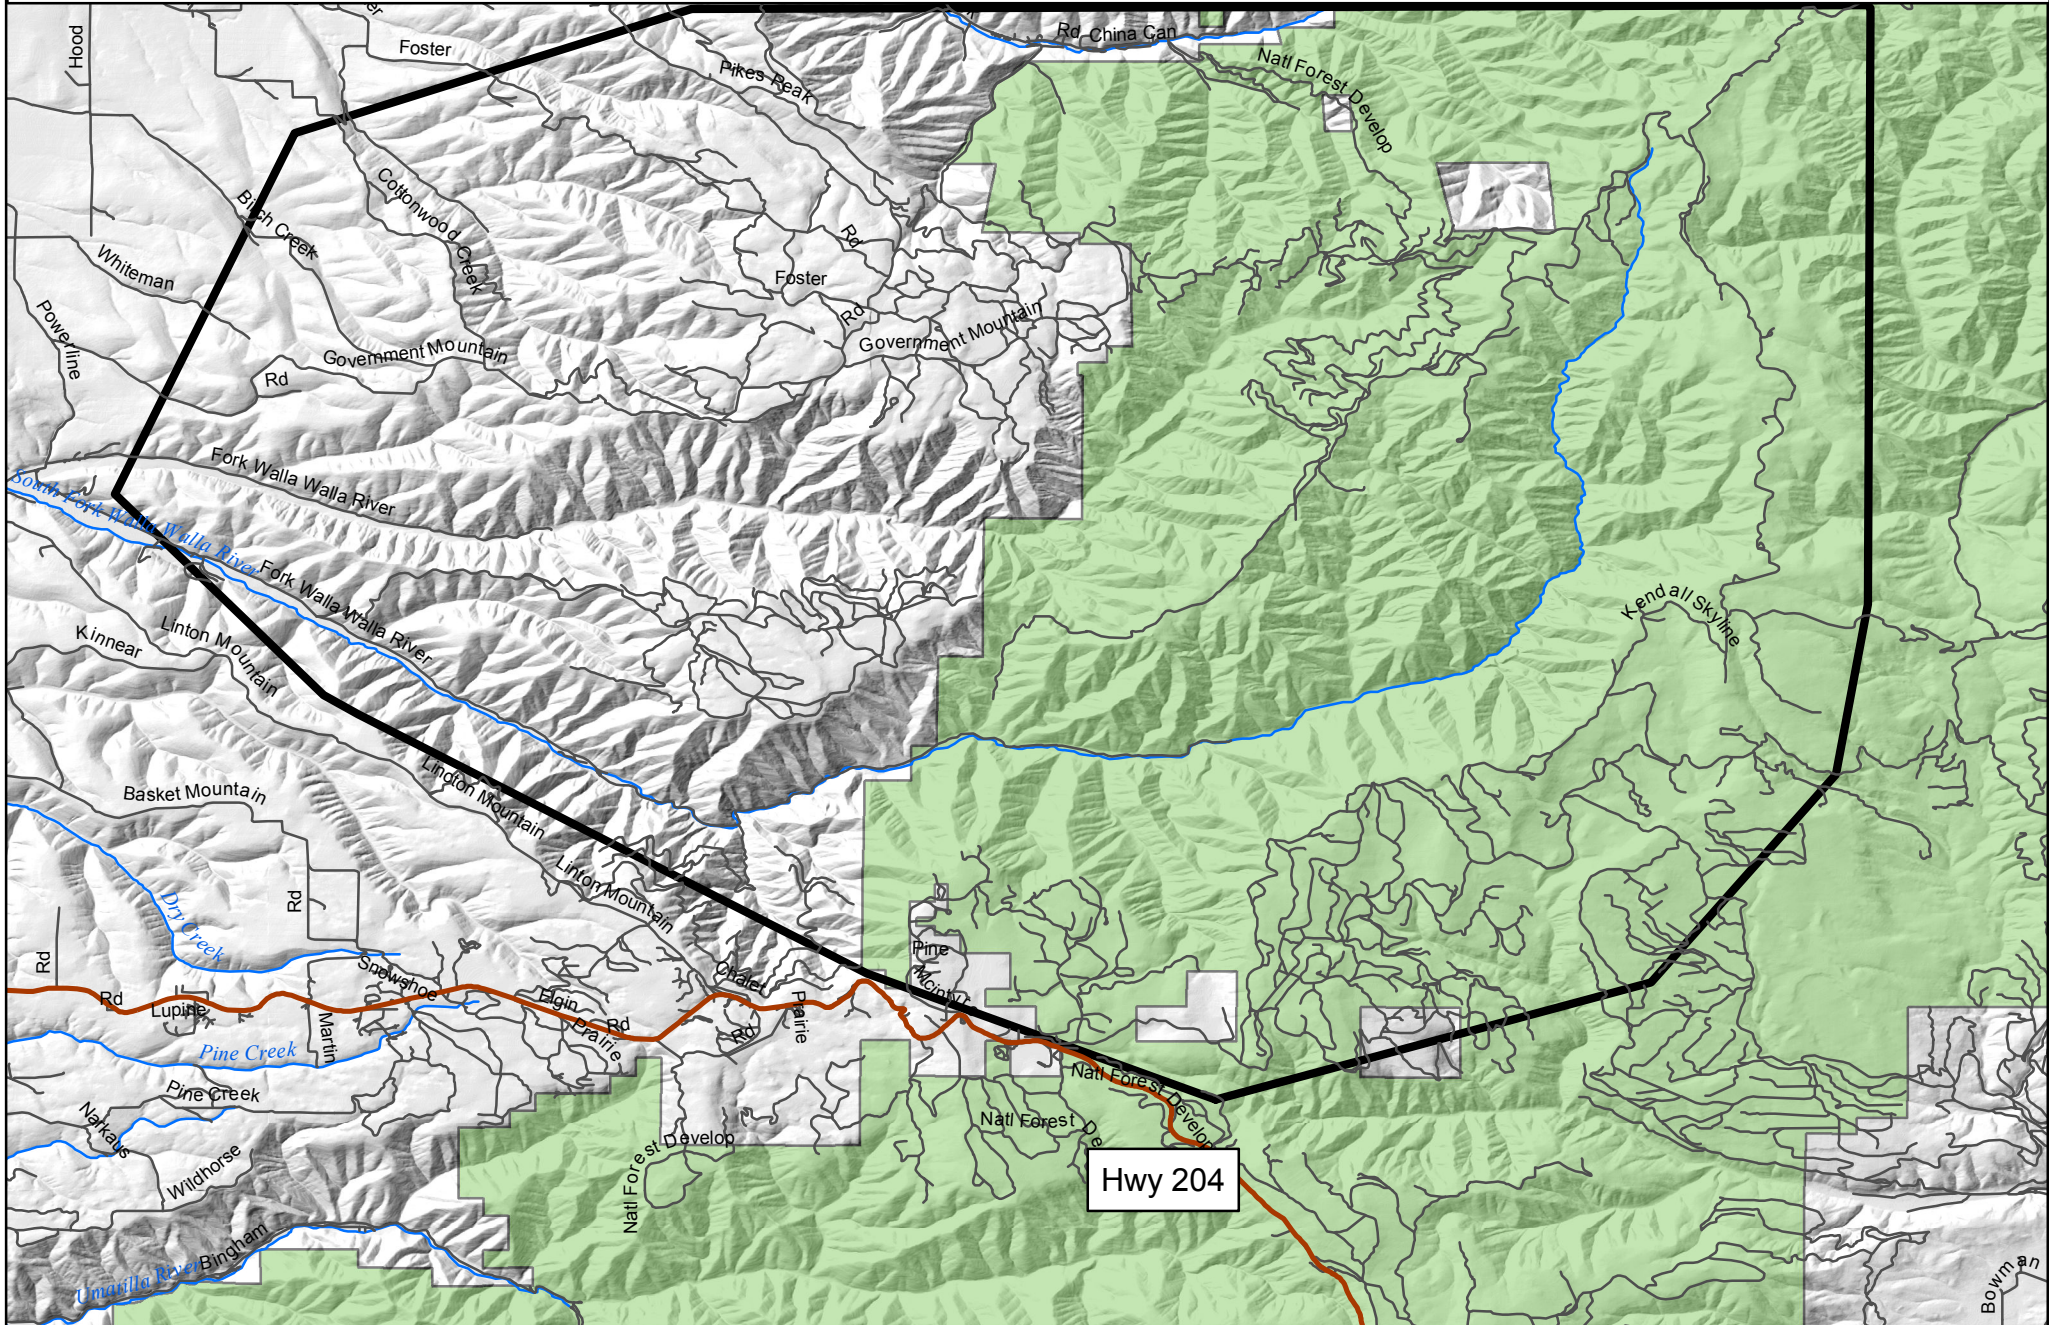 Hood
er
Foster
Rd China Can
Pikes Peak
Natl Forest Develop
Cottonwood Creek
Birch Creek
Rd
Whiteman
Foster
Powerline
Rd
Government Mountain
Government Mountain
Rd
Fork Walla Walla River
South Fork Walla Walla River
Fork Walla Walla River
Kendall Skyline
Linton Mountain
Kinnear
Basket Mountain
Lincton Mountain
Linton Mountain
Rd
Dry Creek
Rd
Pine
Snowshoe
Chalet
McIntyr
Rd
Lupine
Elgin
Prairie
Martin
Prairie
Rd
Rd
Pine Creek
Natl Forest Develop
Pine Creek
Narkaus
Natl Forest De
Natl Forest Develop
Wildhorse
Hwy 204
Bingham
Umatilla River
Bowman